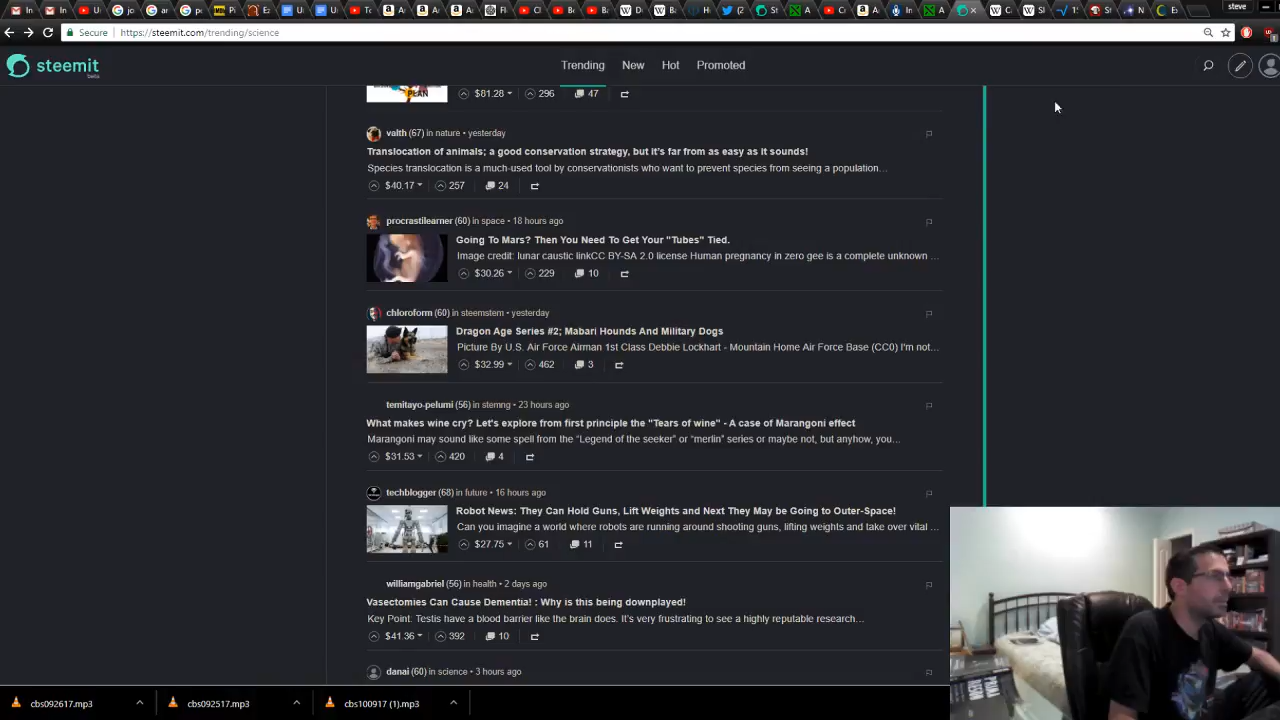 steve
Secure https://steemit.com/trending/science
steemit
beta
Trending New Hot Promoted
PLAN
$81.28 296 47
valth (67) in nature • yesterday
Translocation of animals; a good conservation strategy, but it's far from as easy as it sounds!
Species translocation is a much-used tool by conservationists who want to prevent species from seeing a population...
$40.17 257 24
procrastilearner (60) in space • 18 hours ago
Going To Mars? Then You Need To Get Your "Tubes" Tied.
Image credit: lunar caustic linkCC BY-SA 2.0 license Human pregnancy in zero gee is a complete unknown ...
$30.26 229 10
chloroform (60) in steemstem • yesterday
Dragon Age Series #2; Mabari Hounds And Military Dogs
Picture By U.S. Air Force Airman 1st Class Debbie Lockhart - Mountain Home Air Force Base (CC0) I'm not...
$32.99 462 3
temitayo-pelumi (56) in stemng • 23 hours ago
What makes wine cry? Let's explore from first principle the "Tears of wine" - A case of Marangoni effect
Marangoni may sound like some spell from the “Legend of the seeker” or “merlin” series or maybe not, but anyhow, you...
$31.53 420 4
techblogger (68) in future • 16 hours ago
Robot News: They Can Hold Guns, Lift Weights and Next They May be Going to Outer-Space!
Can you imagine a world where robots are running around shooting guns, lifting weights and take over vital ...
$27.75 61 11
williamgabriel (56) in health • 2 days ago
Vasectomies Can Cause Dementia! : Why is this being downplayed!
Key Point: Testis have a blood barrier like the brain does. It's very frustrating to see a highly reputable research...
$41.36 392 10
danai (60) in science • 3 hours ago
cbs092617.mp3 cbs092517.mp3 cbs100917 (1).mp3